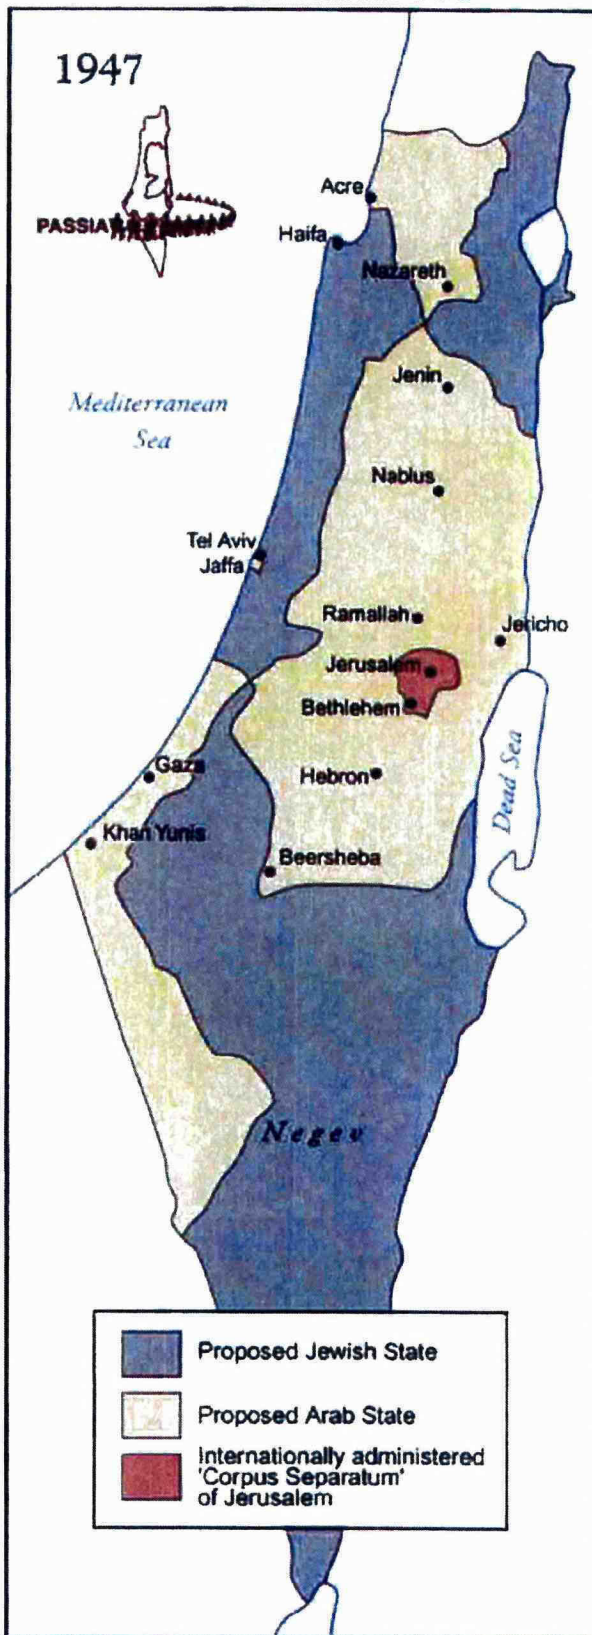 1947
PASSIA
Acre
Haifa
Nazareth
Jenin
Mediterranean
Sea
Nablus
Tel Aviv
Jaffa
Ramallah
Jericho
Jerusalem
Bethlehem
Gaza
Hebron
Dead Sea
Khan Yunis
Beersheba
Negev
Proposed Jewish State
Proposed Arab State
Internationally administered
'Corpus Separatum'
of Jerusalem